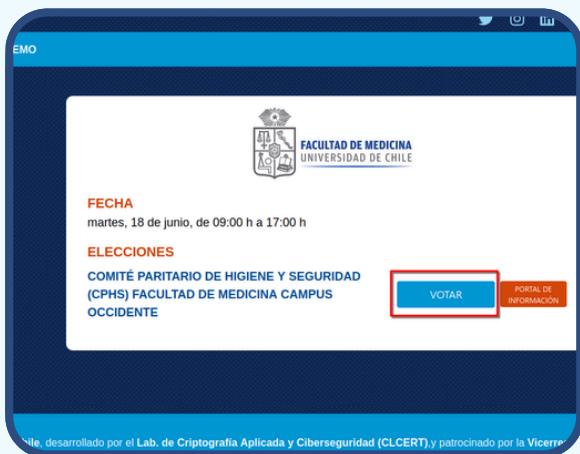 EMO
FACULTAD DE MEDICINA
UNIVERSIDAD DE CHILE
FECHA
martes, 18 de junio, de 09:00 h a 17:00 h
ELECCIONES
COMITÉ PARITARIO DE HIGIENE Y SEGURIDAD
(CPHS) FACULTAD DE MEDICINA CAMPUS
OCCIDENTE
VOTAR
PORTAL DE
INFORMACIÓN
hile, desarrollado por el Lab. de Criptografía Aplicada y Ciberseguridad (CLCERT),y patrocinado por la Vicerre